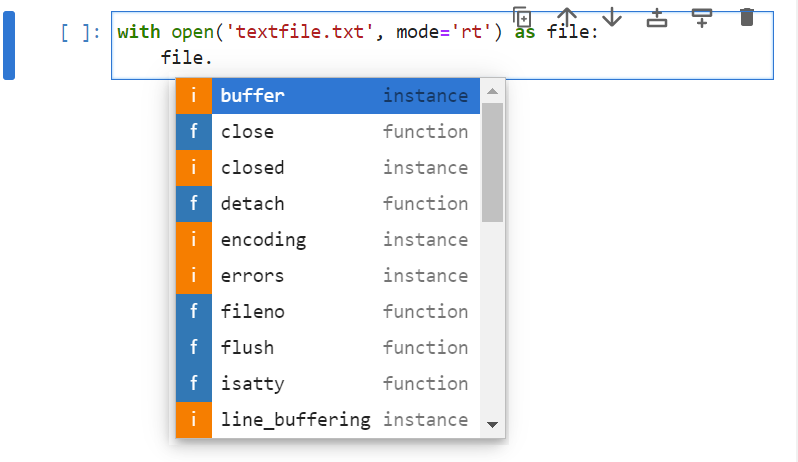 [ ]: with open('textfile.txt', mode='rt') as file:
file.
i buffer instance
f close function
i closed instance
f detach function
i encoding instance
i errors instance
f fileno function
f flush function
f isatty function
i line_buffering instance